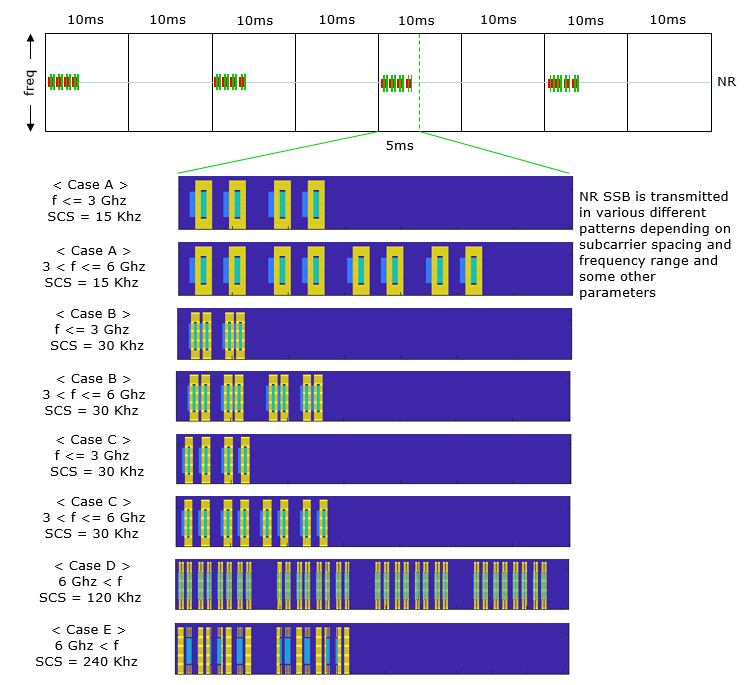 10ms 10ms 10ms 10ms 10ms 10ms 10ms 10ms
freq
NR
5ms
< Case A >
f <= 3 Ghz
SCS = 15 Khz
NR SSB is transmitted
in various different
patterns depending on
subcarrier spacing and
frequency range and
some other
parameters
< Case A >
3 < f <= 6 Ghz
SCS = 15 Khz
< Case B >
f <= 3 Ghz
SCS = 30 Khz
< Case B >
3 < f <= 6 Ghz
SCS = 30 Khz
< Case C >
f <= 3 Ghz
SCS = 30 Khz
< Case C >
3 < f <= 6 Ghz
SCS = 30 Khz
< Case D >
6 Ghz < f
SCS = 120 Khz
< Case E >
6 Ghz < f
SCS = 240 Khz